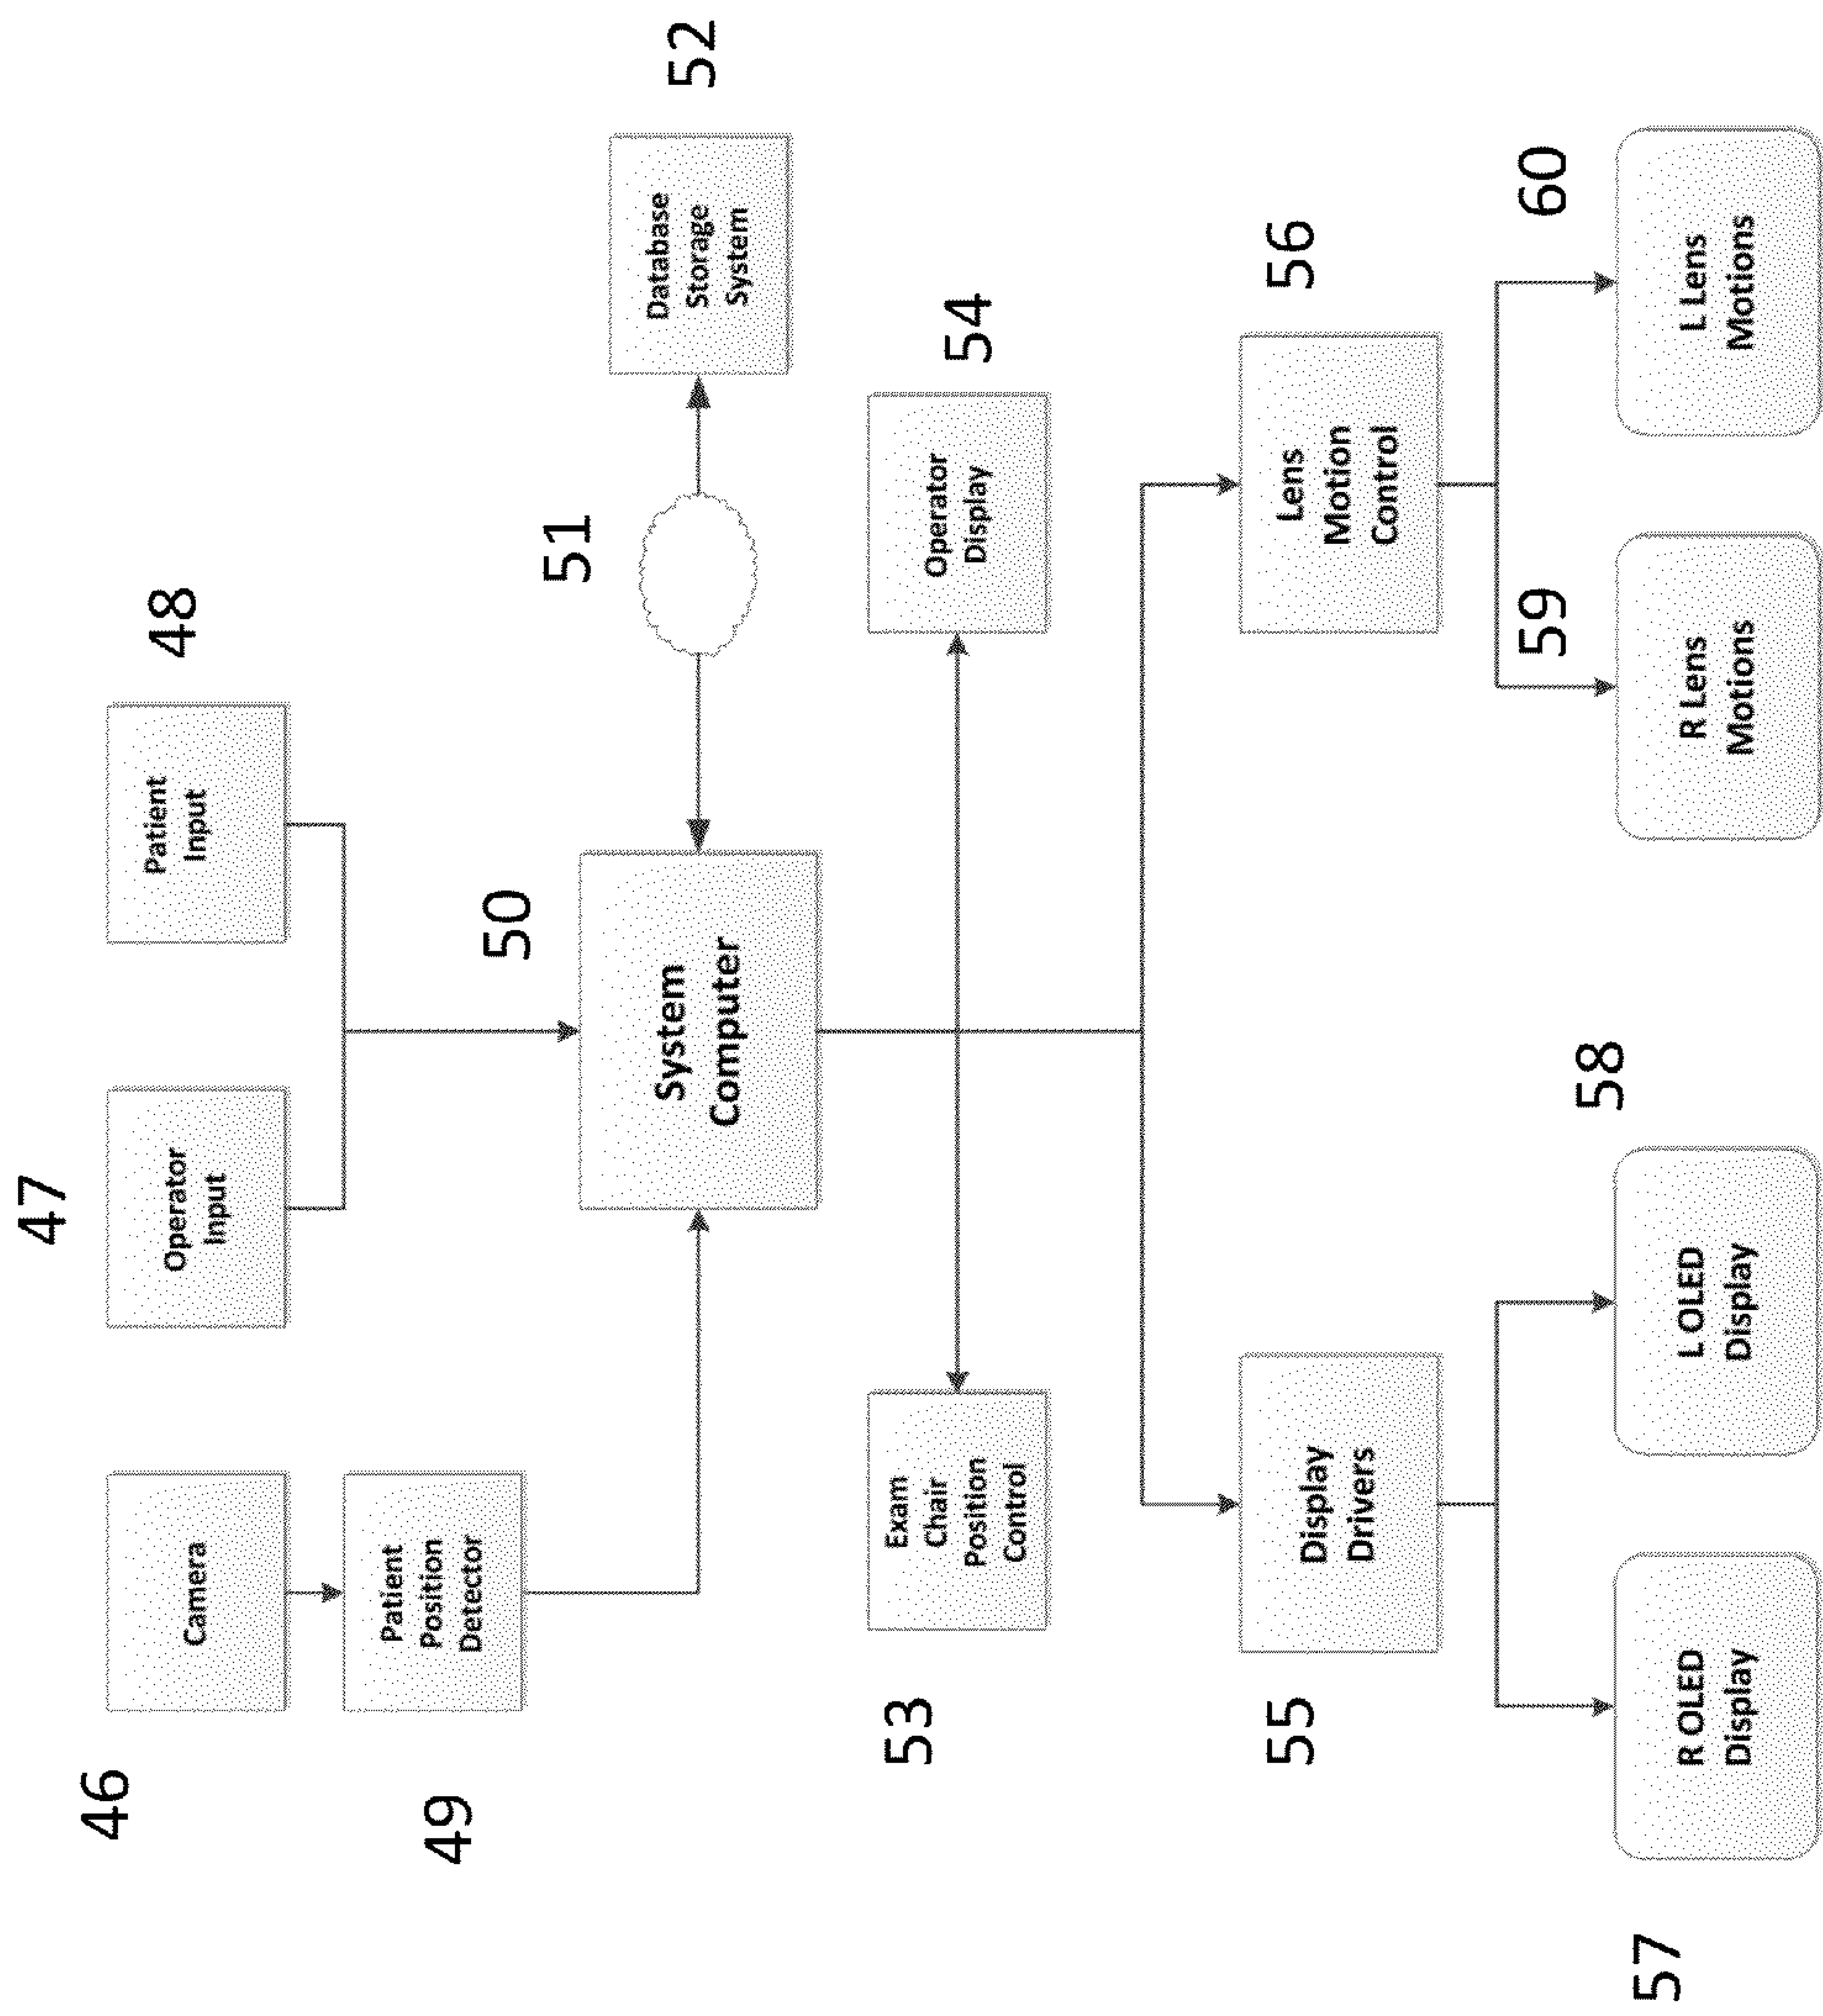 46
Camera
47
Operator
Input
48
Patient
Input
49
Patient
Position
Detector
50
System
Computer
51
52
Database
Storage
System
53
Exam
Chair
Position
Control
54
Operator
Display
55
Display
Drivers
56
Lens
Motion
Control
57
R OLED
Display
58
L OLED
Display
59
R Lens
Motions
60
L Lens
Motions